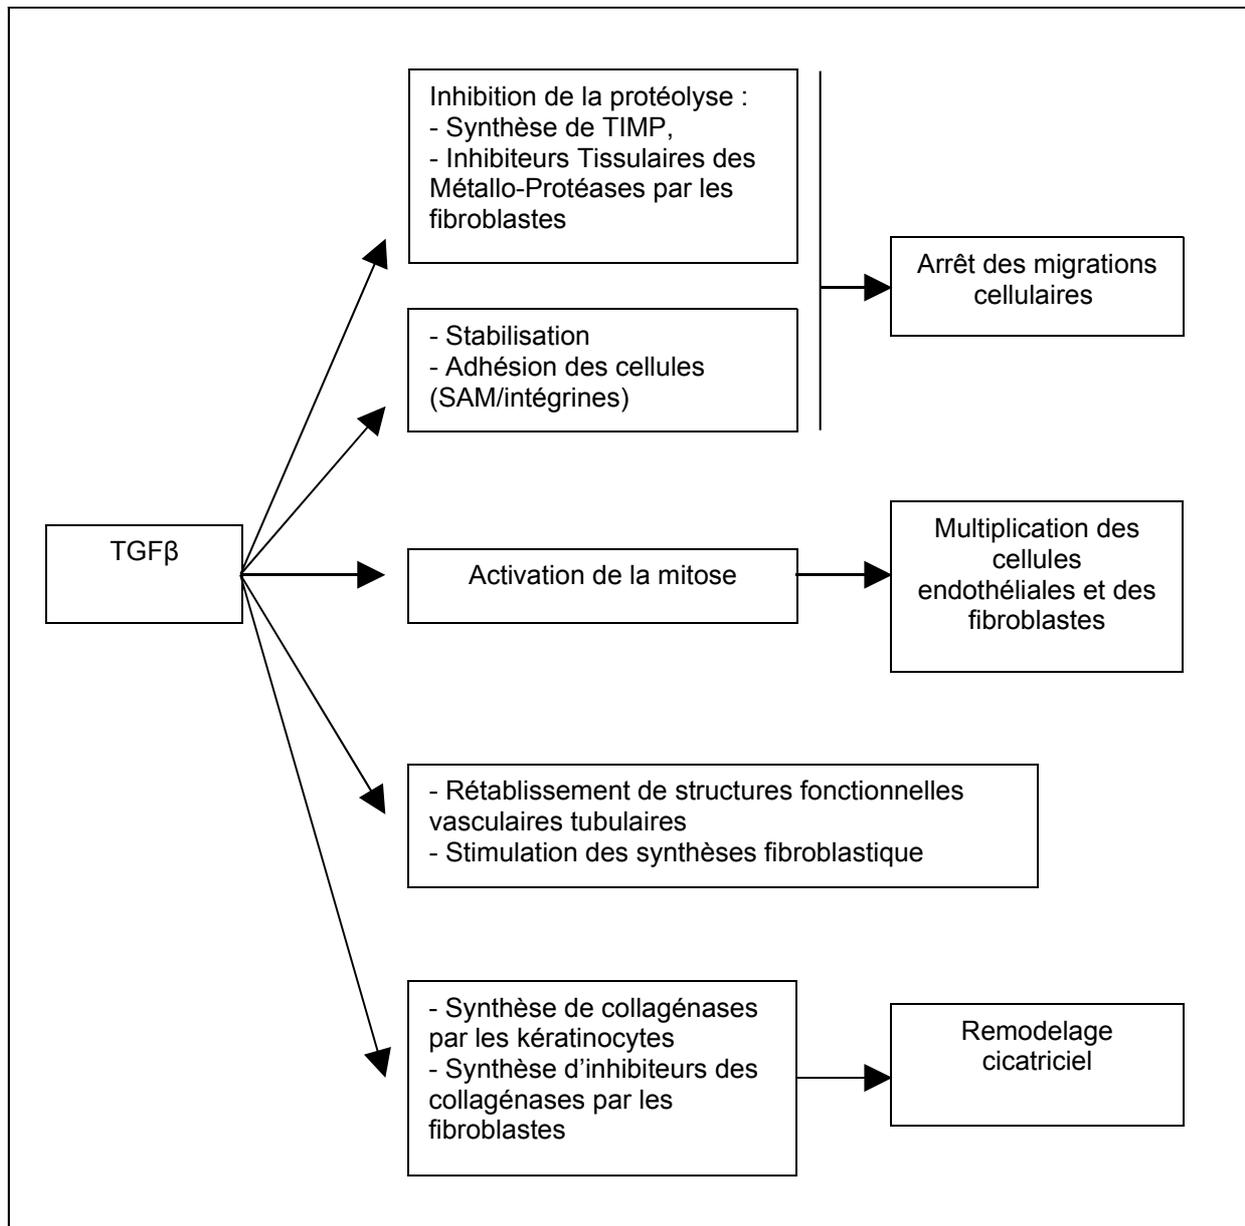 Inhibition de la protéolyse :
- Synthèse de TIMP,
- Inhibiteurs Tissulaires des
Métallo-Protéases par les
fibroblastes
Arrêt des migrations
cellulaires
- Stabilisation
- Adhésion des cellules
(SAM/intégrines)
TGFβ
Activation de la mitose
Multiplication des
cellules
endothéliales et des
fibroblastes
- Rétablissement de structures fonctionnelles
vasculaires tubulaires
- Stimulation des synthèses fibroblastique
- Synthèse de collagénases
par les kératinocytes
- Synthèse d’inhibiteurs des
collagénases par les
fibroblastes
Remodelage
cicatriciel